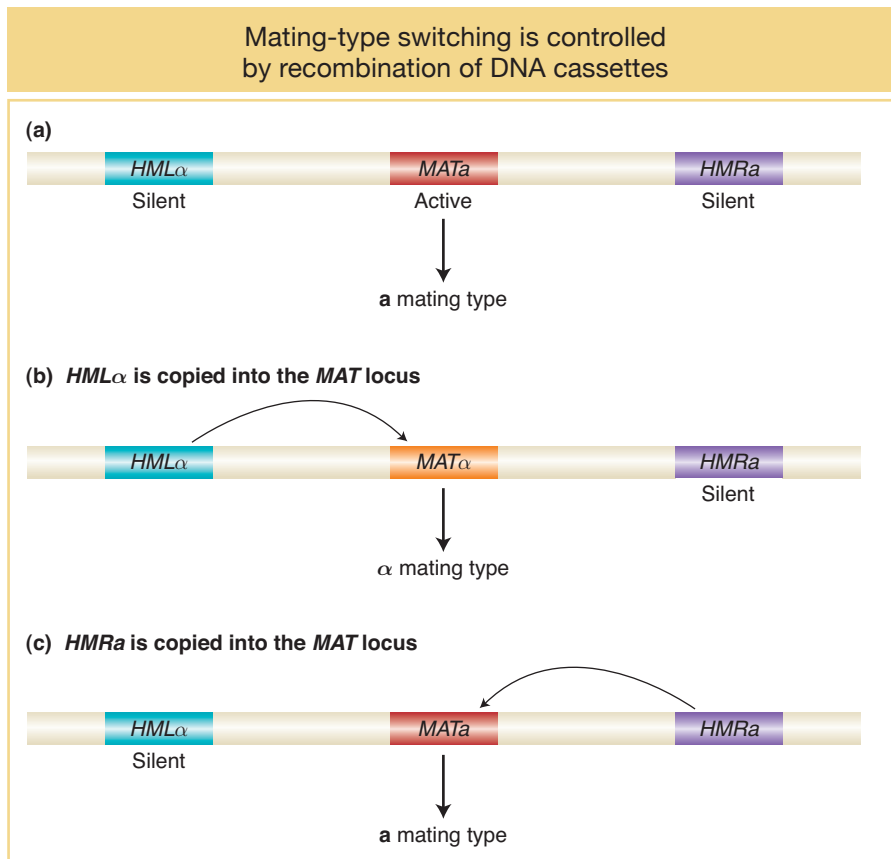 Mating-type switching is controlled
by recombination of DNA cassettes
(a)
HMLα MATa HMRa
Silent Active Silent
a mating type
(b) HMLα is copied into the MAT locus
HMLα MATα HMRa
Silent
α mating type
(c) HMRa is copied into the MAT locus
HMLα MATa HMRa
Silent
a mating type